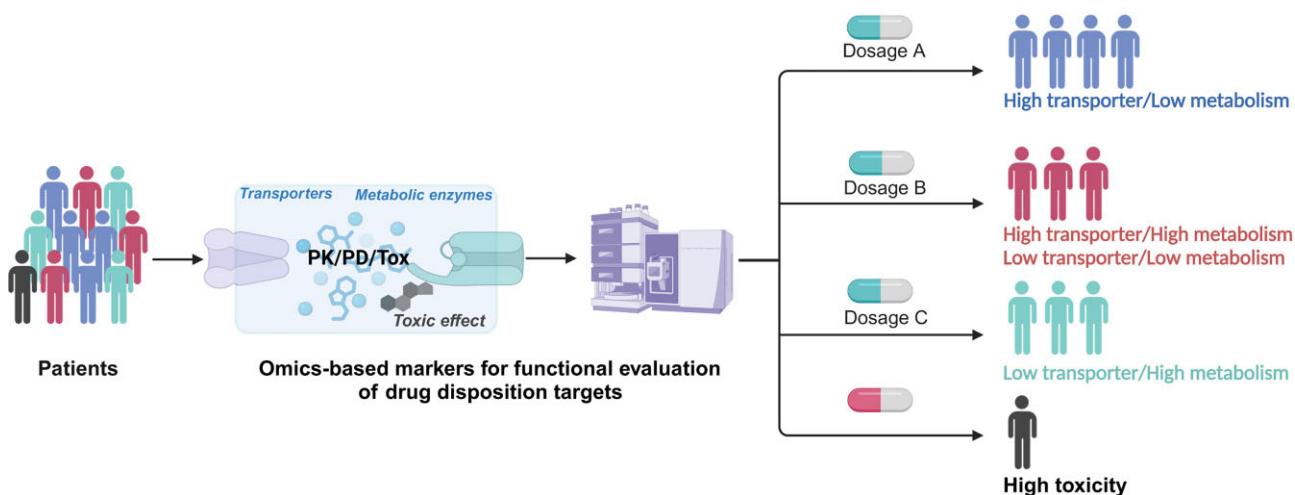 Patients
Transporters
Metabolic enzymes
PK/PD/Tox
Toxic effect
Omics-based markers for functional evaluation
of drug disposition targets
Dosage A
High transporter/Low metabolism
Dosage B
High transporter/High metabolism
Low transporter/Low metabolism
Dosage C
Low transporter/High metabolism
High toxicity